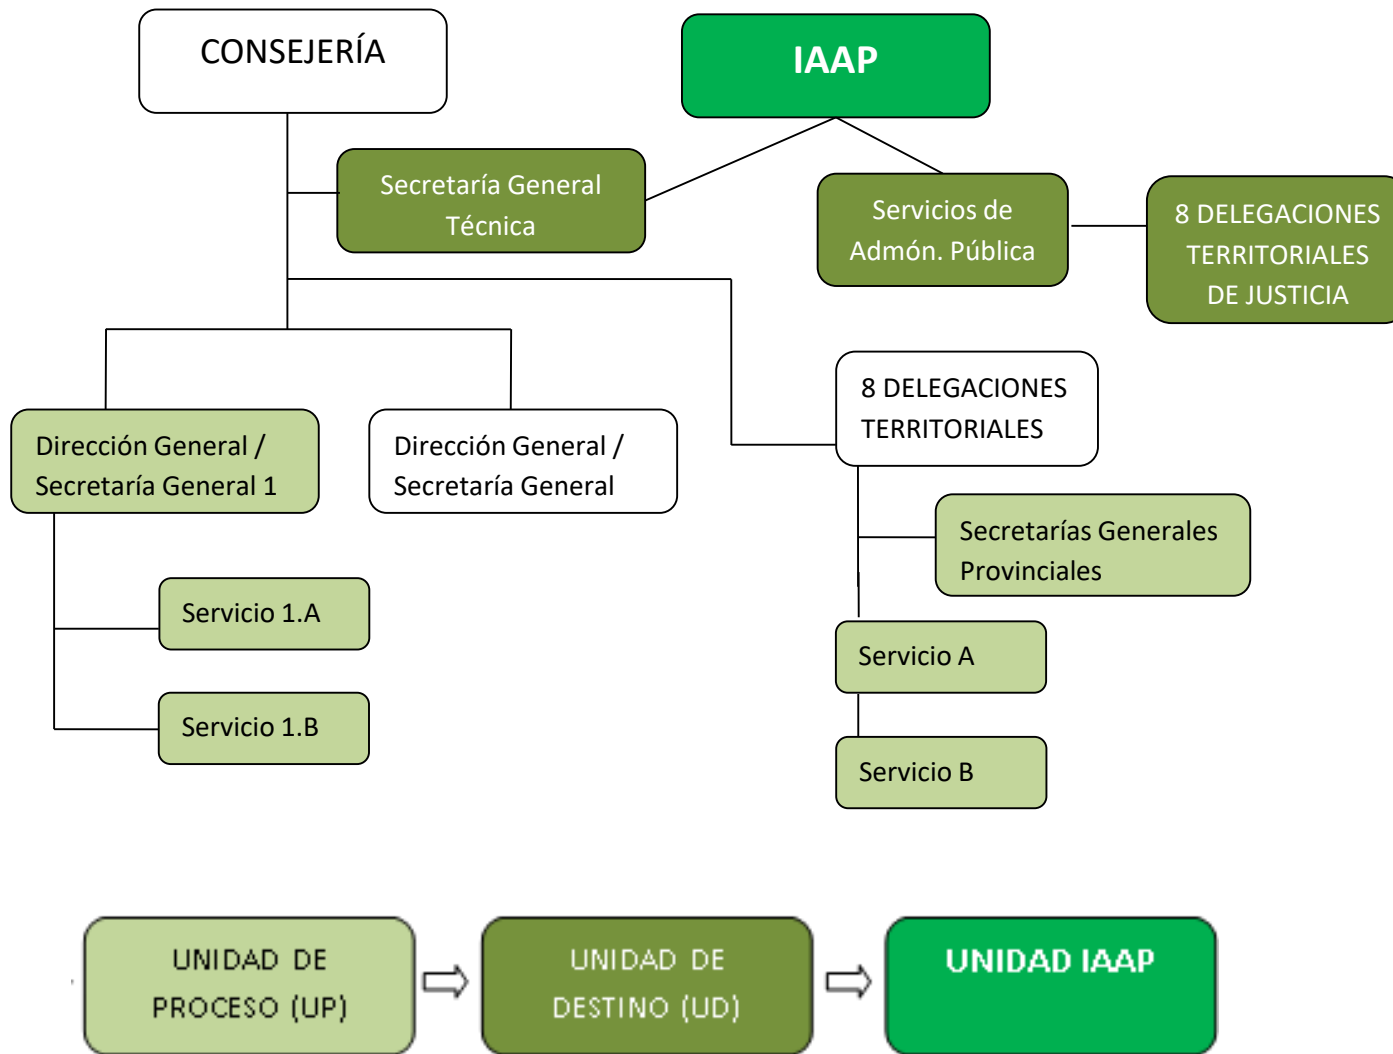 CONSEJERÍA
IAAP
Secretaría General
Técnica
Servicios de
Admón. Pública
8 DELEGACIONES
TERRITORIALES
DE JUSTICIA
8 DELEGACIONES
TERRITORIALES
Dirección General /
Secretaría General 1
Dirección General /
Secretaría General
Secretarías Generales
Provinciales
Servicio 1.A
Servicio A
Servicio 1.B
Servicio B
UNIDAD DE
PROCESO (UP)
UNIDAD DE
DESTINO (UD)
UNIDAD IAAP